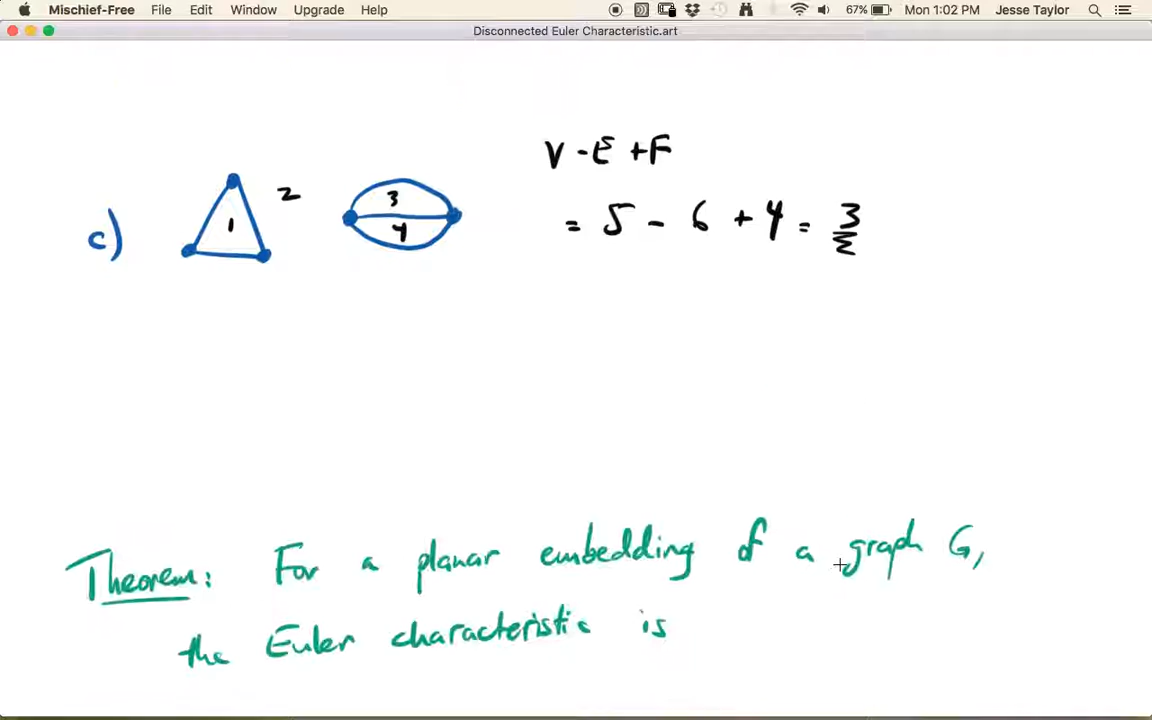 Mischief-Free File Edit Window Upgrade Help 67% Mon 1:02 PM Jesse Taylor
Disconnected Euler Characteristic.art
V - E + F
c) 1 2 3 4 = 5 - 6 + 4 = 3
Theorem: For a planar embedding of a graph G,
the Euler characteristic is